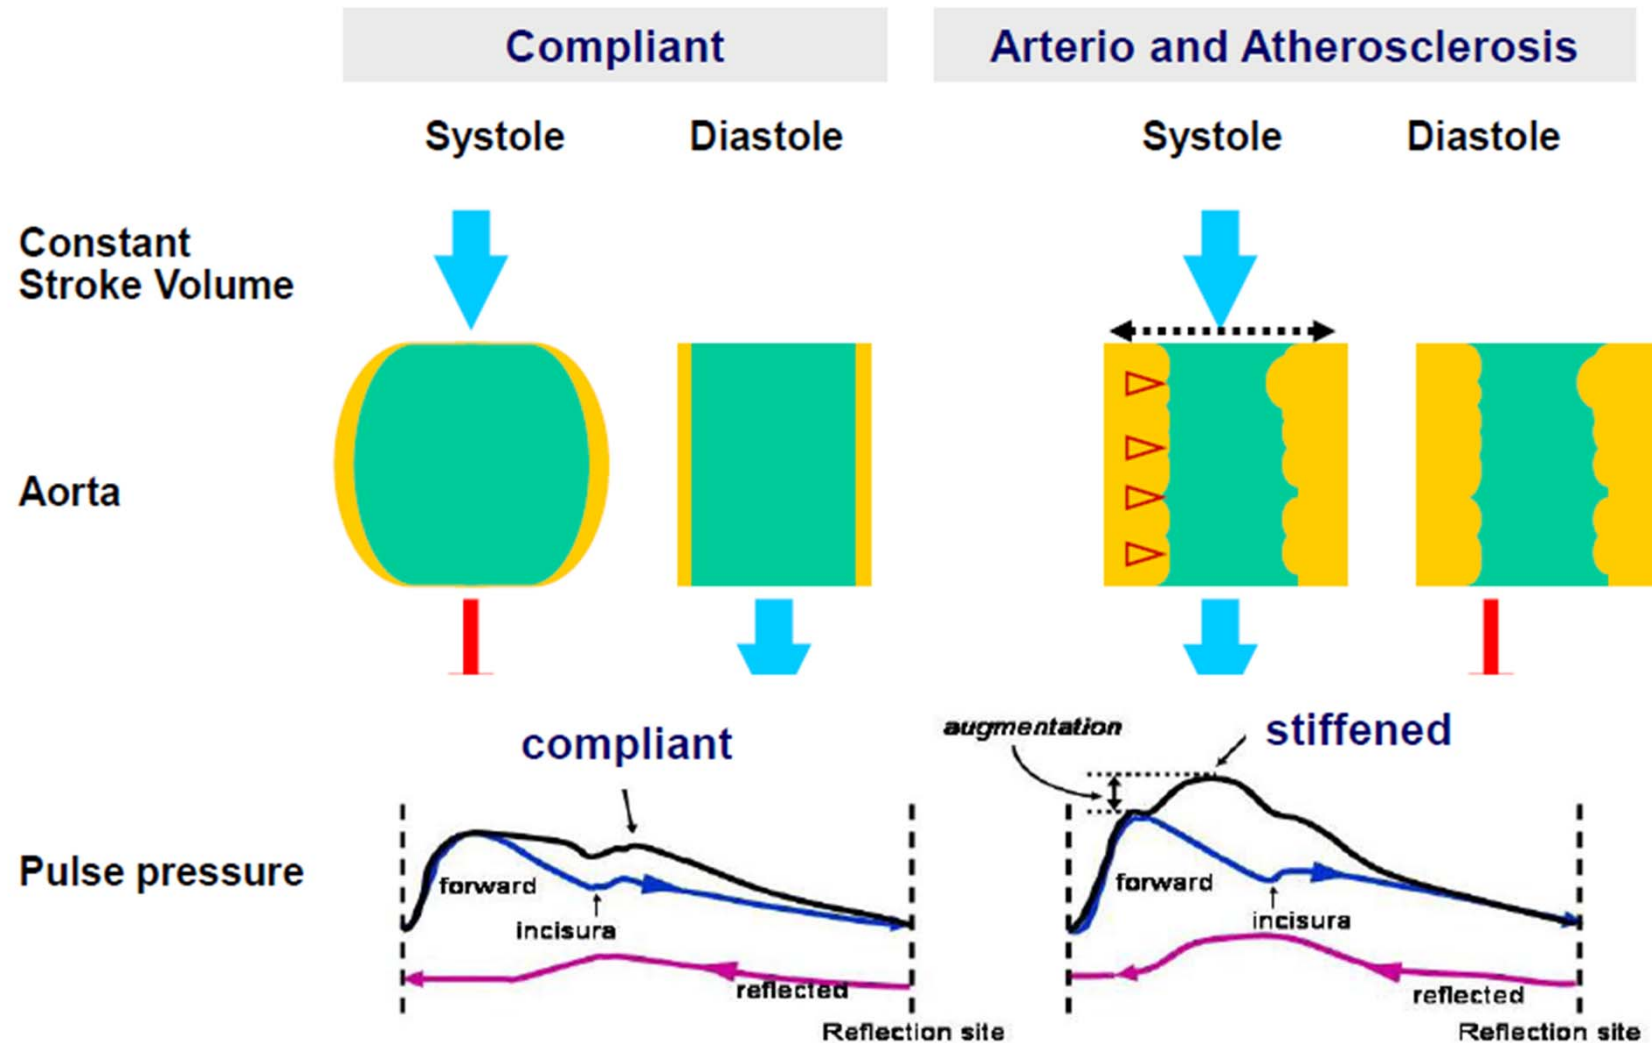 Compliant
Arterio and Atherosclerosis
Systole
Diastole
Systole
Diastole
Constant
Stroke Volume
Aorta
compliant
augmentation
stiffened
Pulse pressure
forward
incisura
reflected
Reflection site
forward
incisura
reflected
Reflection site